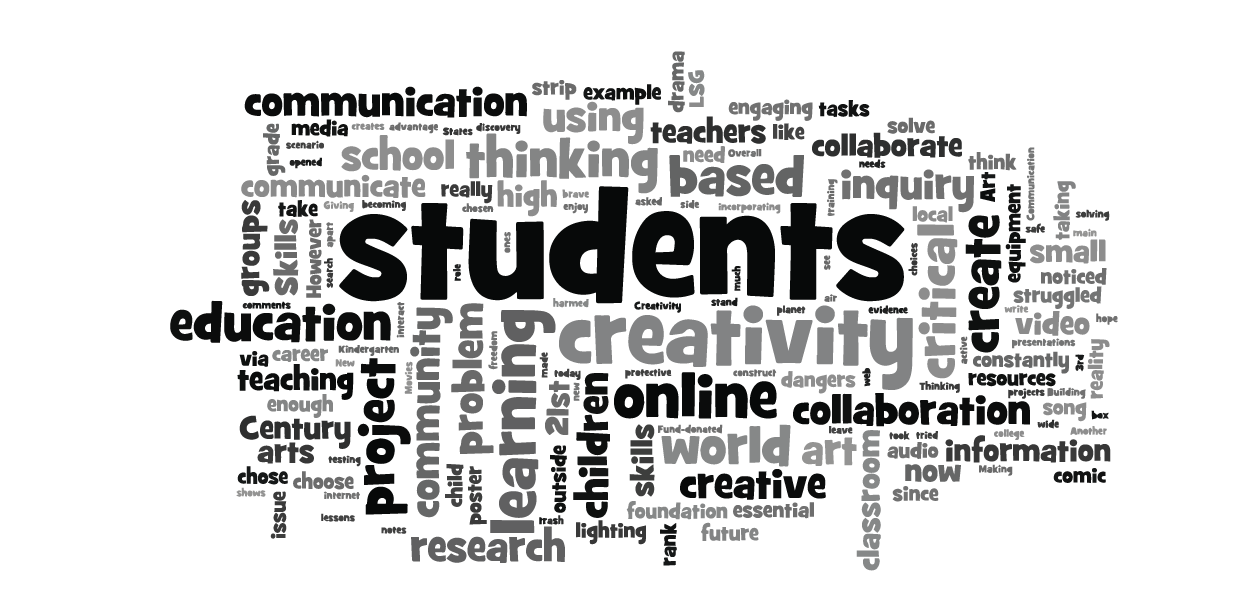 drama
LSG
strip
example
communication
engaging
tasks
using
solve
media
creates
advantage
States
discovery
teachers
like
grade
scenario
collaborate
school
thinking
need
Overall
think
opened
needs
based
Art
Communication
communicate
really
high
brave
training
inquiry
equipment
taking
groups
take
Giving
becoming
chosen
enjoy
asked
side
incorporating
local
solving
Skills
However
apart
students
critical
create
safe
main
search
role
ones
much
see
choices
small
noticed
comments
harmed
Creativity
stand
planet
air
evidence
struggled
education
interact
community
problem
learning
creativity
write
video
hope
via
career
Kindergarten
New
freedom
made
active
presentations
constantly
3rd
reality
teaching
project
Movies
today
new
protective
construct
dangers
web
Thinking
resources
projects
Building
enough
21st
children
online
collaboration
song
box
Century
Fund-donated
leave
wide
took
tried
college
Another
arts
testing
skills
world
art
classroom
audio
information
chose
choose
child
poster
outside
creative
now
Making
comic
shows
internet
since
issue
lessons
notes
trash
foundation
essential
research
lighting
rank
future